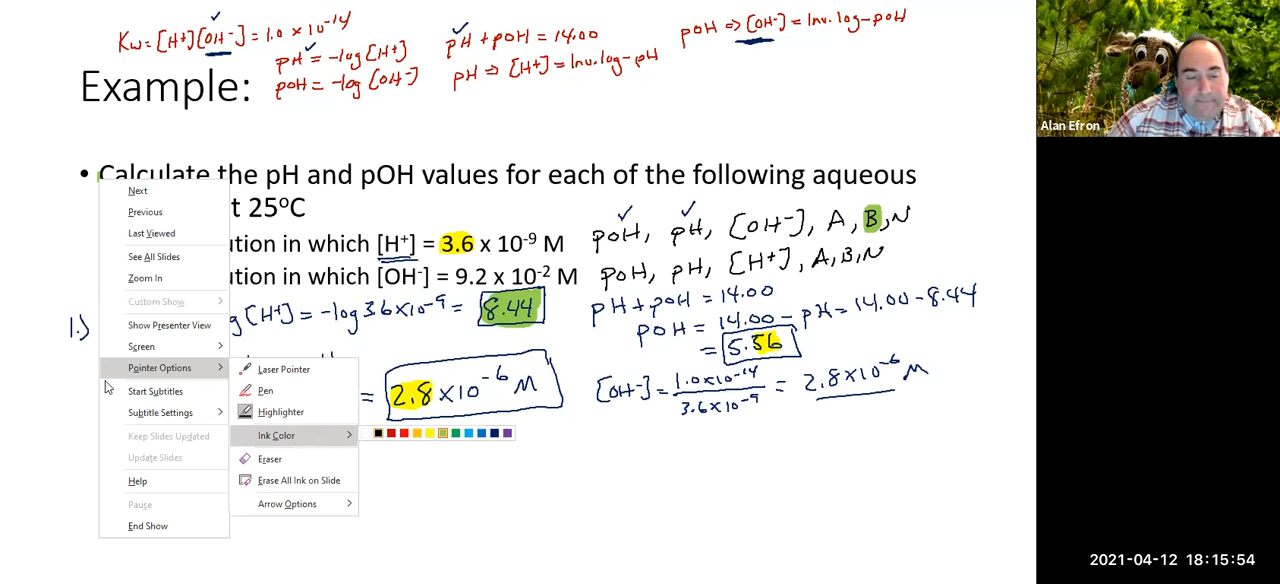 Kw = [H+][OH-] = 1.0 x 10-14
pH = -log [H+]
pOH = -log [OH-]
pH + pOH = 14.00
pH ⇒ [H+] = Inv. log - pH
pOH ⇒ [OH-] = Inv. log - pOH
Example:
Alan Efron
• Calculate the pH and pOH values for each of the following aqueous
t 25oC
ution in which [H+] = 3.6 x 10-9 M
pOH, pH, [OH-], A, B, N
ution in which [OH-] = 9.2 x 10-2 M
pOH, pH, [H+], A, B, N
1.)
g [H+] = -log 3.6x10-9 = 8.44
pH + pOH = 14.00
pOH = 14.00 - pH = 14.00 - 8.44
= 5.56
= 2.8 x 10-6 M
[OH-] = 1.0x10-14 / 3.6x10-9 = 2.8x10-6 M
Next
Previous
Last Viewed
See All Slides
Zoom In
Custom Show
Show Presenter View
Screen
Pointer Options
Start Subtitles
Subtitle Settings
Keep Slides Updated
Update Slides
Help
Pause
End Show
Laser Pointer
Pen
Highlighter
Ink Color
Eraser
Erase All Ink on Slide
Arrow Options
2021-04-12 18:15:54